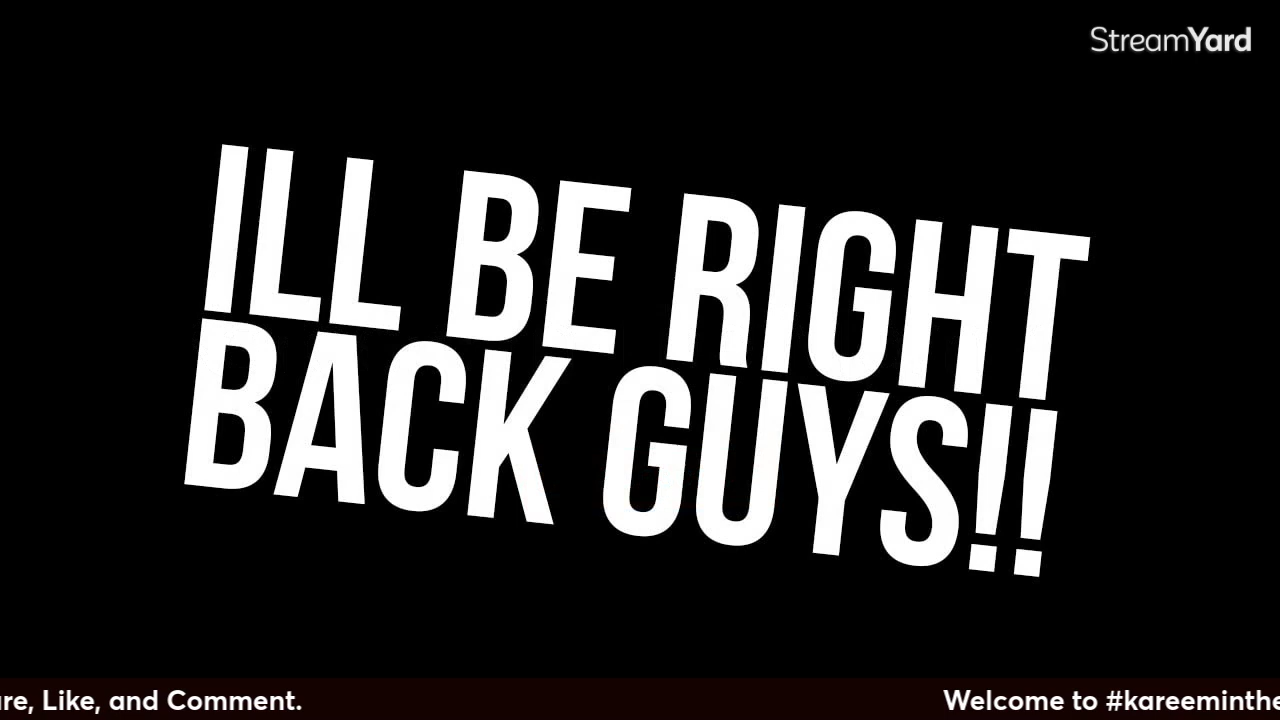 StreamYard
ILL BE RIGHT
BACK GUYS!!
Like, and Comment.
Welcome to